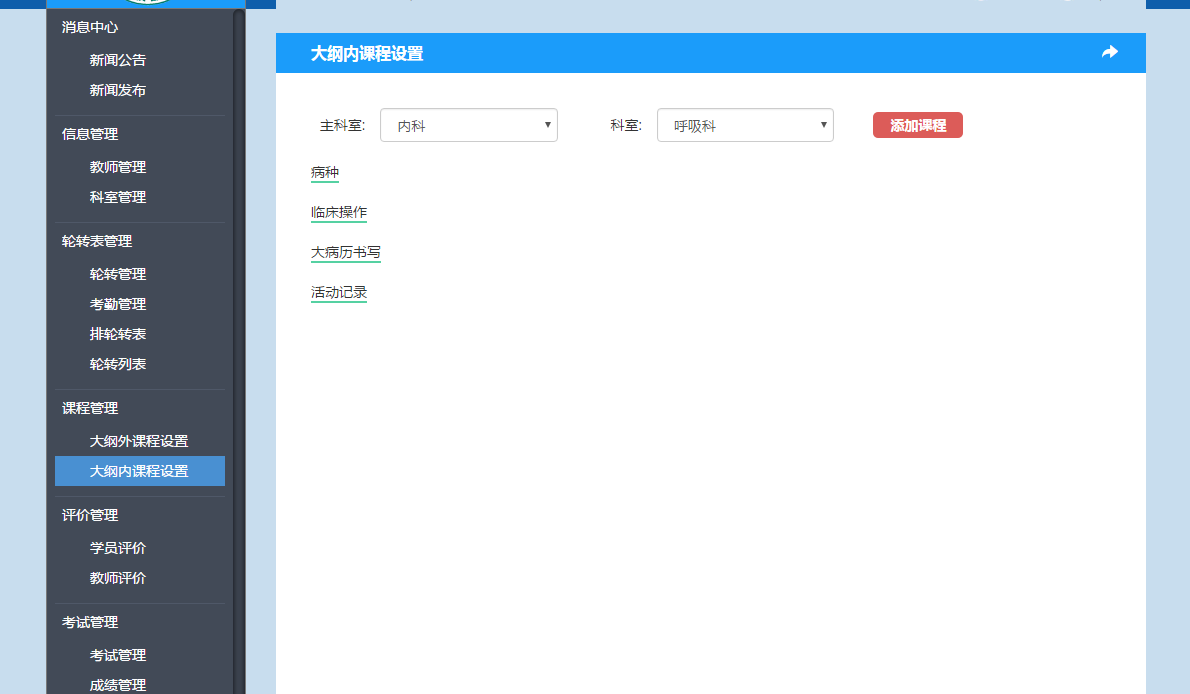 消息中心
新闻公告
新闻发布
信息管理
教师管理
科室管理
轮转表管理
轮转管理
考勤管理
排轮转表
轮转列表
课程管理
大纲外课程设置
大纲内课程设置
评价管理
学员评价
教师评价
考试管理
考试管理
成绩管理
大纲内课程设置
主科室: 内科 科室: 呼吸科 添加课程
病种
临床操作
大病历书写
活动记录